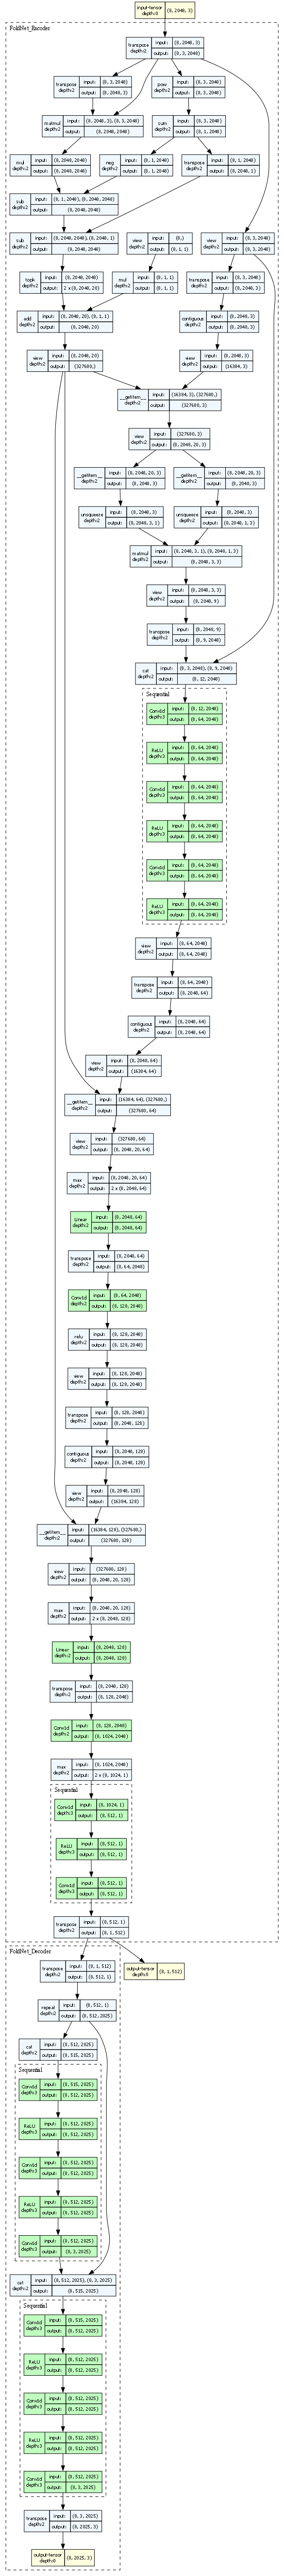 input-tensor depth:0 input: (8, 2048, 3)
FoldNet_Encoder
transpose depth:2 input: (8, 2048, 3) output: (8, 3, 2048)
transpose depth:2 input: (8, 3, 2048) output: (8, 2048, 3)
pow depth:2 input: (8, 3, 2048) output: (8, 3, 2048)
matmul depth:2 input: (8, 2048, 3), (8, 3, 2048) output: (8, 2048, 2048)
sum depth:2 input: (8, 3, 2048) output: (8, 1, 2048)
mul depth:2 input: (8, 2048, 2048) output: (8, 2048, 2048)
neg depth:2 input: (8, 1, 2048) output: (8, 1, 2048)
transpose depth:2 input: (8, 1, 2048) output: (8, 2048, 1)
sub depth:2 input: (8, 1, 2048), (8, 2048, 2048) output: (8, 2048, 2048)
sub depth:2 input: (8, 2048, 2048), (8, 2048, 1) output: (8, 2048, 2048)
view depth:2 input: (8,) output: (8, 1, 1)
view depth:2 input: (8, 3, 2048) output: (8, 3, 2048)
topk depth:2 input: (8, 2048, 2048) output: 2 x (8, 2048, 20)
mul depth:2 input: (8, 1, 1) output: (8, 1, 1)
transpose depth:2 input: (8, 3, 2048) output: (8, 2048, 3)
add depth:2 input: (8, 2048, 20), (8, 1, 1) output: (8, 2048, 20)
contiguous depth:2 input: (8, 2048, 3) output: (8, 2048, 3)
view depth:2 input: (8, 2048, 20) output: (327680,)
view depth:2 input: (8, 2048, 3) output: (16384, 3)
__getitem__ depth:2 input: (16384, 3), (327680,) output: (327680, 3)
view depth:2 input: (327680, 3) output: (8, 2048, 20, 3)
__getitem__ depth:2 input: (8, 2048, 20, 3) output: (8, 2048, 3)
__getitem__ depth:2 input: (8, 2048, 20, 3) output: (8, 2048, 3)
unsqueeze depth:2 input: (8, 2048, 3) output: (8, 2048, 3, 1)
unsqueeze depth:2 input: (8, 2048, 3) output: (8, 2048, 1, 3)
matmul depth:2 input: (8, 2048, 3, 1), (8, 2048, 1, 3) output: (8, 2048, 3, 3)
view depth:2 input: (8, 2048, 3, 3) output: (8, 2048, 9)
transpose depth:2 input: (8, 2048, 9) output: (8, 9, 2048)
cat depth:2 input: (8, 3, 2048), (8, 9, 2048) output: (8, 12, 2048)
Sequential
Conv1d depth:3 input: (8, 12, 2048) output: (8, 64, 2048)
ReLU depth:3 input: (8, 64, 2048) output: (8, 64, 2048)
Conv1d depth:3 input: (8, 64, 2048) output: (8, 64, 2048)
ReLU depth:3 input: (8, 64, 2048) output: (8, 64, 2048)
Conv1d depth:3 input: (8, 64, 2048) output: (8, 64, 2048)
ReLU depth:3 input: (8, 64, 2048) output: (8, 64, 2048)
view depth:2 input: (8, 64, 2048) output: (8, 64, 2048)
transpose depth:2 input: (8, 64, 2048) output: (8, 2048, 64)
contiguous depth:2 input: (8, 2048, 64) output: (8, 2048, 64)
view depth:2 input: (8, 2048, 64) output: (16384, 64)
__getitem__ depth:2 input: (16384, 64), (327680,) output: (327680, 64)
view depth:2 input: (327680, 64) output: (8, 2048, 20, 64)
max depth:2 input: (8, 2048, 20, 64) output: 2 x (8, 2048, 64)
Linear depth:2 input: (8, 2048, 64) output: (8, 2048, 64)
transpose depth:2 input: (8, 2048, 64) output: (8, 64, 2048)
Conv1d depth:2 input: (8, 64, 2048) output: (8, 128, 2048)
relu depth:2 input: (8, 128, 2048) output: (8, 128, 2048)
view depth:2 input: (8, 128, 2048) output: (8, 128, 2048)
transpose depth:2 input: (8, 128, 2048) output: (8, 2048, 128)
contiguous depth:2 input: (8, 2048, 128) output: (8, 2048, 128)
view depth:2 input: (8, 2048, 128) output: (16384, 128)
__getitem__ depth:2 input: (16384, 128), (327680,) output: (327680, 128)
view depth:2 input: (327680, 128) output: (8, 2048, 20, 128)
max depth:2 input: (8, 2048, 20, 128) output: 2 x (8, 2048, 128)
Linear depth:2 input: (8, 2048, 128) output: (8, 2048, 128)
transpose depth:2 input: (8, 2048, 128) output: (8, 128, 2048)
Conv1d depth:2 input: (8, 128, 2048) output: (8, 1024, 2048)
max depth:2 input: (8, 1024, 2048) output: 2 x (8, 1024, 1)
Sequential
Conv1d depth:3 input: (8, 1024, 1) output: (8, 512, 1)
ReLU depth:3 input: (8, 512, 1) output: (8, 512, 1)
Conv1d depth:3 input: (8, 512, 1) output: (8, 512, 1)
transpose depth:2 input: (8, 512, 1) output: (8, 1, 512)
FoldNet_Decoder
transpose depth:2 input: (8, 1, 512) output: (8, 512, 1)
output-tensor depth:0 (8, 1, 512)
repeat depth:2 input: (8, 512, 1) output: (8, 512, 2025)
cat depth:2 input: (8, 512, 2025) output: (8, 515, 2025)
Sequential
Conv1d depth:3 input: (8, 515, 2025) output: (8, 512, 2025)
ReLU depth:3 input: (8, 512, 2025) output: (8, 512, 2025)
Conv1d depth:3 input: (8, 512, 2025) output: (8, 512, 2025)
ReLU depth:3 input: (8, 512, 2025) output: (8, 512, 2025)
Conv1d depth:3 input: (8, 512, 2025) output: (8, 3, 2025)
cat depth:2 input: (8, 512, 2025), (8, 3, 2025) output: (8, 515, 2025)
Sequential
Conv1d depth:3 input: (8, 515, 2025) output: (8, 512, 2025)
ReLU depth:3 input: (8, 512, 2025) output: (8, 512, 2025)
Conv1d depth:3 input: (8, 512, 2025) output: (8, 512, 2025)
ReLU depth:3 input: (8, 512, 2025) output: (8, 512, 2025)
Conv1d depth:3 input: (8, 512, 2025) output: (8, 3, 2025)
transpose depth:2 input: (8, 3, 2025) output: (8, 2025, 3)
output-tensor depth:0 (8, 2025, 3)